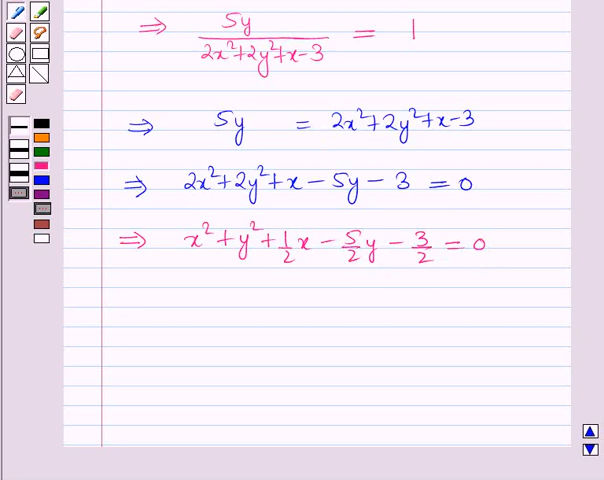 ⇒ 5y / (2x²+2y²+x-3) = 1
⇒ 5y = 2x²+2y²+x-3
⇒ 2x²+2y²+x-5y-3=0
⇒ x²+y²+1/2x-5/2y-3/2=0